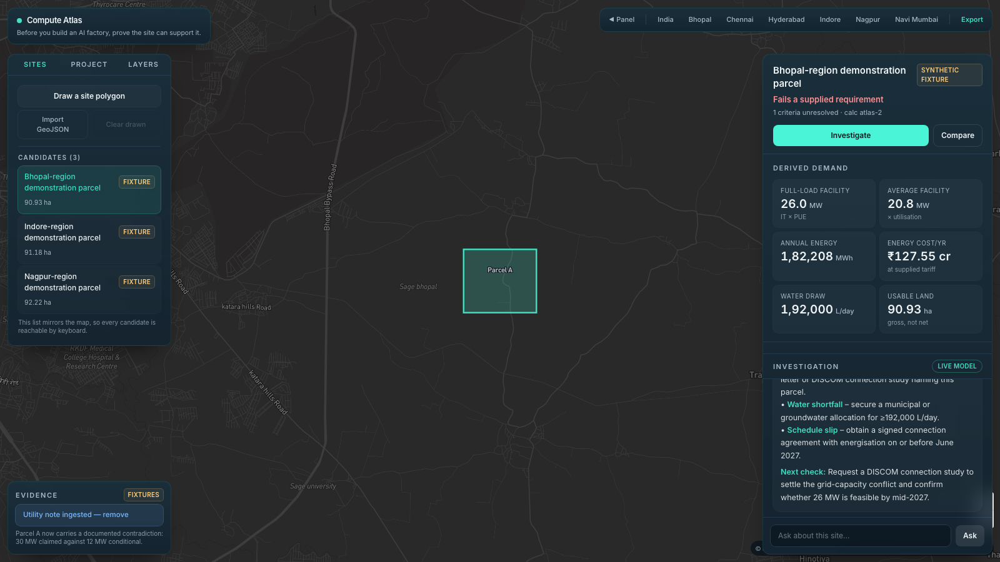 Thyrocare Centre
Compute Atlas
Before you build an AI factory, prove the site can support it.
◀ Panel
India
Bhopal
Chennai
Hyderabad
Indore
Nagpur
Navi Mumbai
Export
SITES
PROJECT
LAYERS
Draw a site polygon
Import
GeoJSON
Clear drawn
CANDIDATES (3)
Bhopal-region
demonstration parcel
FIXTURE
90.93 ha
Indore-region
demonstration parcel
FIXTURE
91.18 ha
Nagpur-region
demonstration parcel
FIXTURE
92.22 ha
This list mirrors the map, so every candidate is
reachable by keyboard.
RKDF Medical
College Hospital &
Research Centre
EVIDENCE
FIXTURES
Utility note ingested — remove
Parcel A now carries a documented contradiction:
30 MW claimed against 12 MW conditional.
Bhopal Bypass Road
Parcel A
Sage bhopal
hills Road
katara hills Road
katara hills Road
Sage university
Tra
Hinotiya
©
Bhopal-region demonstration
parcel
SYNTHETIC
FIXTURE
Fails a supplied requirement
1 criteria unresolved · calc atlas-2
Investigate
Compare
DERIVED DEMAND
FULL-LOAD FACILITY
26.0 MW
IT × PUE
AVERAGE FACILITY
20.8 MW
× utilisation
ANNUAL ENERGY
1,82,208 MWh
ENERGY COST/YR
₹127.55 cr
at supplied tariff
WATER DRAW
1,92,000 L/day
USABLE LAND
90.93 ha
gross, not net
INVESTIGATION
LIVE MODEL
letter or DISCOM connection study naming this
parcel.
• Water shortfall – secure a municipal or
groundwater allocation for ≥192,000 L/day.
• Schedule slip – obtain a signed connection
agreement with energisation on or before June
2027.
Next check: Request a DISCOM connection study to
settle the grid-capacity conflict and confirm
whether 26 MW is feasible by mid-2027.
Ask about this site...
Ask